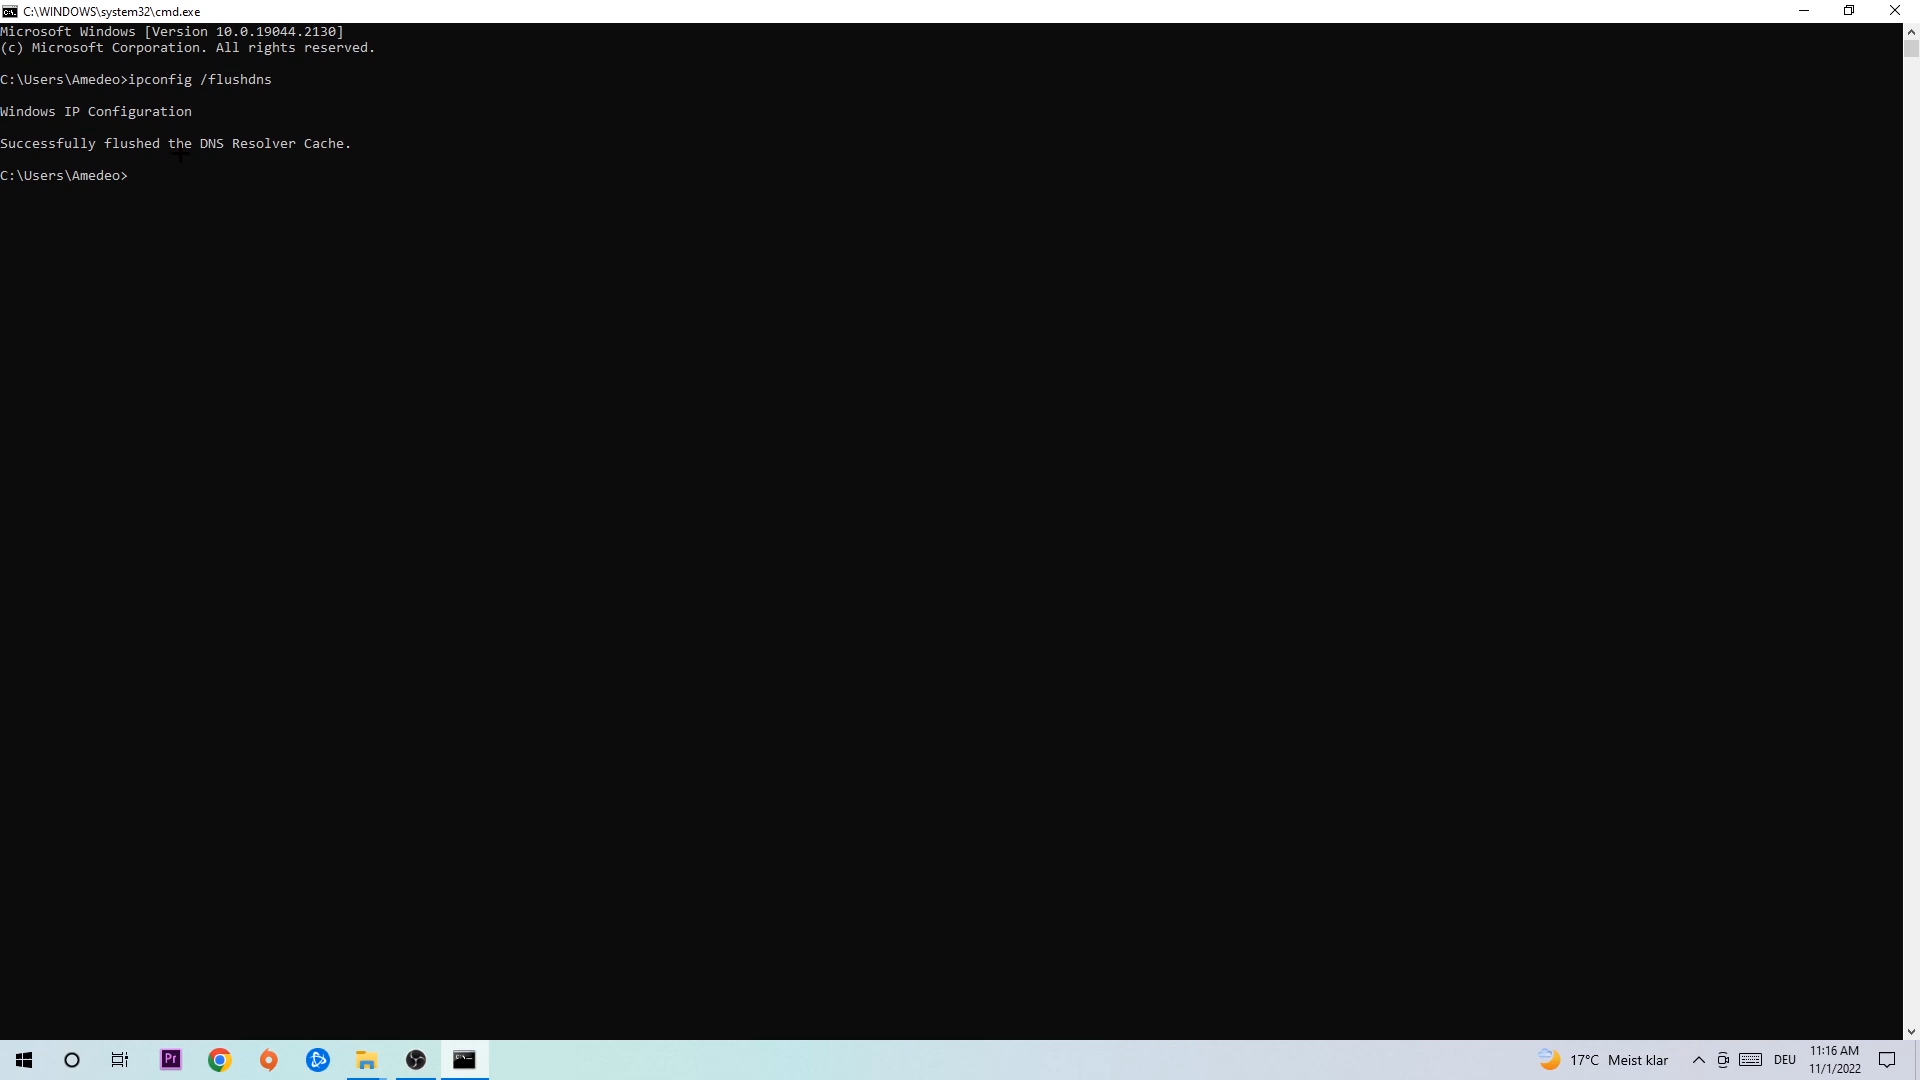 C:\WINDOWS\system32\cmd.exe
Microsoft Windows [Version 10.0.19044.2130]
(c) Microsoft Corporation. All rights reserved.
C:\Users\Amedeo>ipconfig /flushdns
Windows IP Configuration
Successfully flushed the DNS Resolver Cache.
C:\Users\Amedeo>
Pr
17°C Meist klar
DEU
11:16 AM
11/1/2022